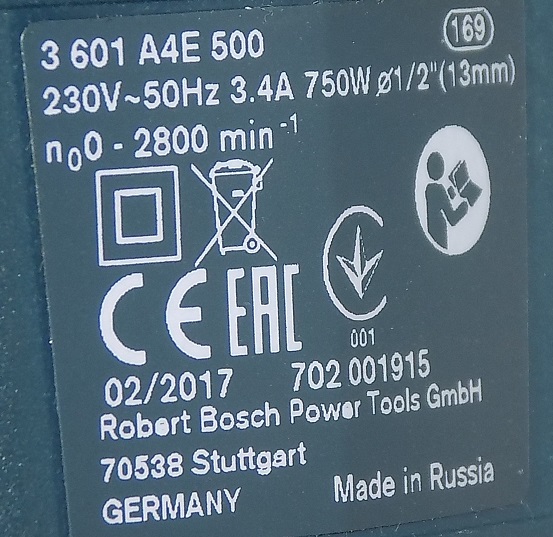 169
3 601 A4E 500
230V~50Hz 3.4A 750W ø1/2"(13mm)
n₀0 - 2800 min⁻¹
CE EAC
001
02/2017 702 001915
Robert Bosch Power Tools GmbH
70538 Stuttgart
GERMANY Made in Russia